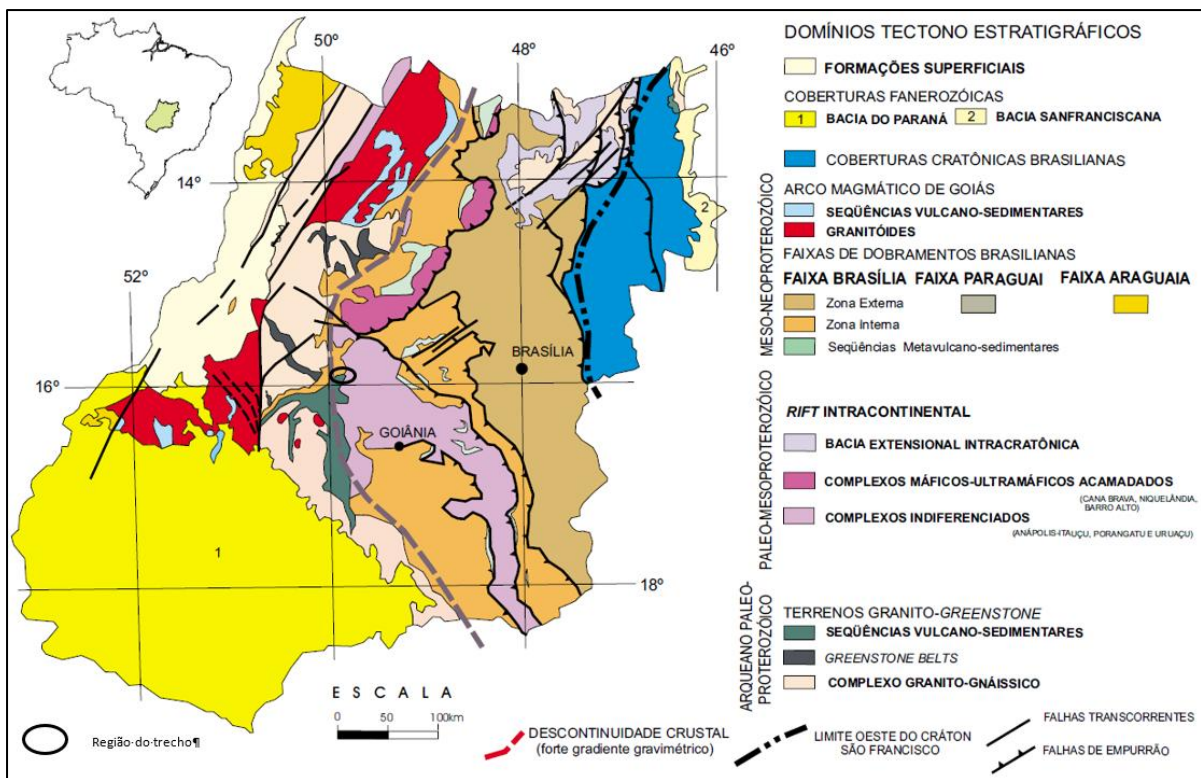 50º
48º
46º
14º
2
52º
BRASÍLIA
16º
GOIÂNIA
1
18º
ESCALA
0 50 100km
Região·do·trecho¶
DOMÍNIOS TECTONO ESTRATIGRÁFICOS
FORMAÇÕES SUPERFICIAIS
COBERTURAS FANEROZÓICAS
1 BACIA DO PARANÁ 2 BACIA SANFRANCISCANA
MESO-NEOPROTEROZÓICO
COBERTURAS CRATÔNICAS BRASILIANAS
ARCO MAGMÁTICO DE GOIÁS
SEQÜÊNCIAS VULCANO-SEDIMENTARES
GRANITÓIDES
FAIXAS DE DOBRAMENTOS BRASILIANAS
FAIXA BRASÍLIA FAIXA PARAGUAI FAIXA ARAGUAIA
Zona Externa
Zona Interna
Seqüências Metavulcano-sedimentares
PALEO-MESOPROTEROZÓICO
RIFT INTRACONTINENTAL
BACIA EXTENSIONAL INTRACRATÔNICA
COMPLEXOS MÁFICOS-ULTRAMÁFICOS ACAMADADOS
(CANA BRAVA, NIQUELÂNDIA,
BARRO ALTO)
COMPLEXOS INDIFERENCIADOS
(ANÁPOLIS-ITAUÇU, PORANGATU E URUAÇU)
ARQUEANO PALEO-
PROTEROZÓICO
TERRENOS GRANITO-GREENSTONE
SEQÜÊNCIAS VULCANO-SEDIMENTARES
GREENSTONE BELTS
COMPLEXO GRANITO-GNÁISSICO
DESCONTINUIDADE CRUSTAL
(forte gradiente gravimétrico)
LIMITE OESTE DO CRÁTON
SÃO FRANCISCO
FALHAS TRANSCORRENTES
FALHAS DE EMPURRÃO